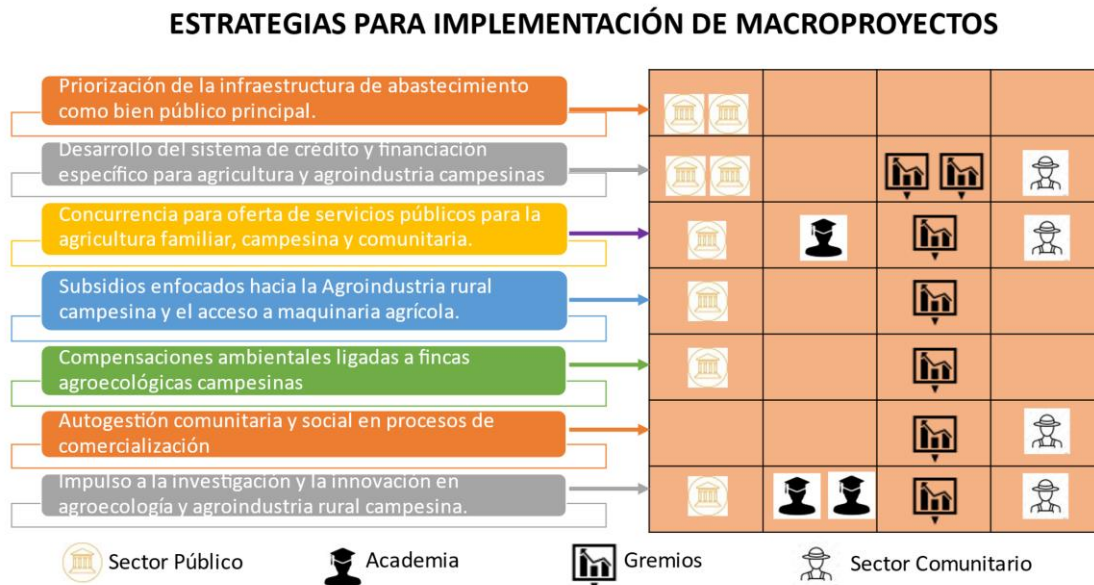 ESTRATEGIAS PARA IMPLEMENTACIÓN DE MACROPROYECTOS
Priorización de la infraestructura de abastecimiento
como bien público principal.
Desarrollo del sistema de crédito y financiación
específico para agricultura y agroindustria campesinas
Concurrencia para oferta de servicios públicos para la
agricultura familiar, campesina y comunitaria.
Subsidios enfocados hacia la Agroindustria rural
campesina y el acceso a maquinaria agrícola.
Compensaciones ambientales ligadas a fincas
agroecológicas campesinas
Autogestión comunitaria y social en procesos de
comercialización
Impulso a la investigación y la innovación en
agroecología y agroindustria rural campesina.
Sector Público
Academia
Gremios
Sector Comunitario